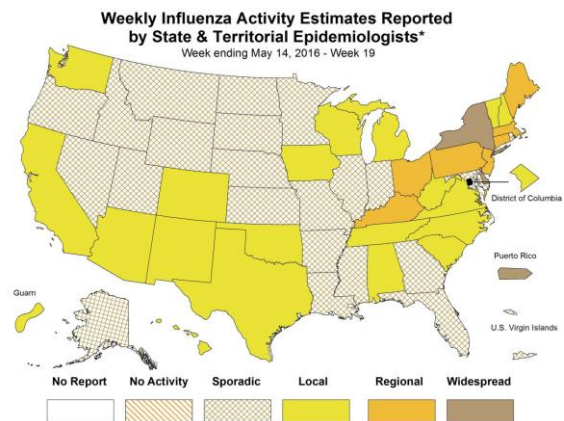 Weekly Influenza Activity Estimates Reported
by State & Territorial Epidemiologists*
Week ending May 14, 2016 - Week 19
District of Columbia
Puerto Rico
Guam
U.S. Virgin Islands
No Report No Activity Sporadic Local Regional Widespread